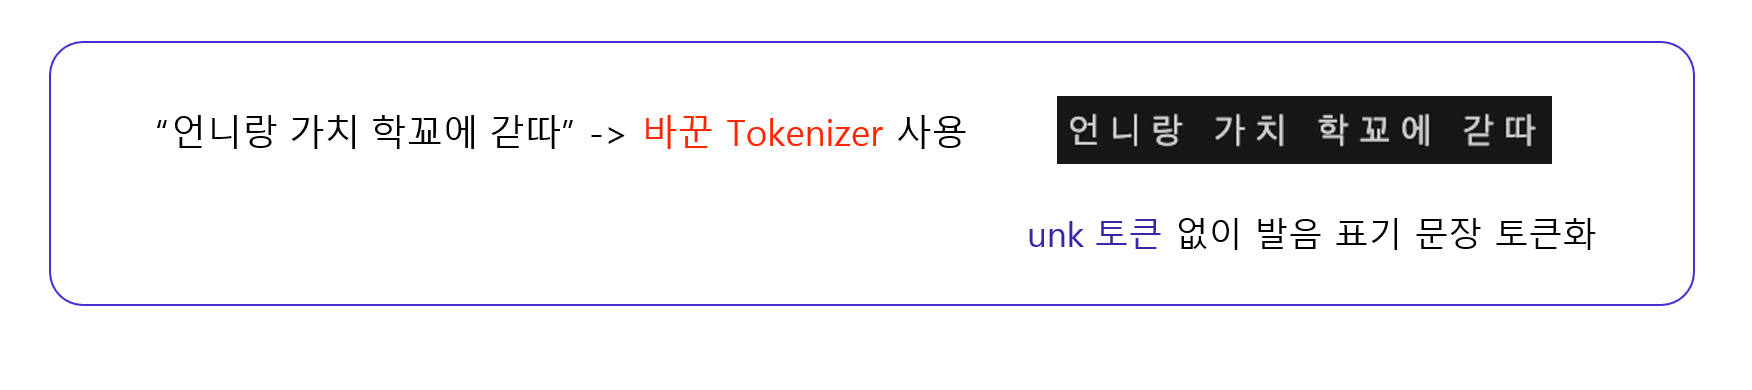 “언니랑 가치 학꾜에 갇따” -> 바꾼 Tokenizer 사용
언 니 랑  가 치  학 꾜 에  갇 따
unk 토큰 없이 발음 표기 문장 토큰화